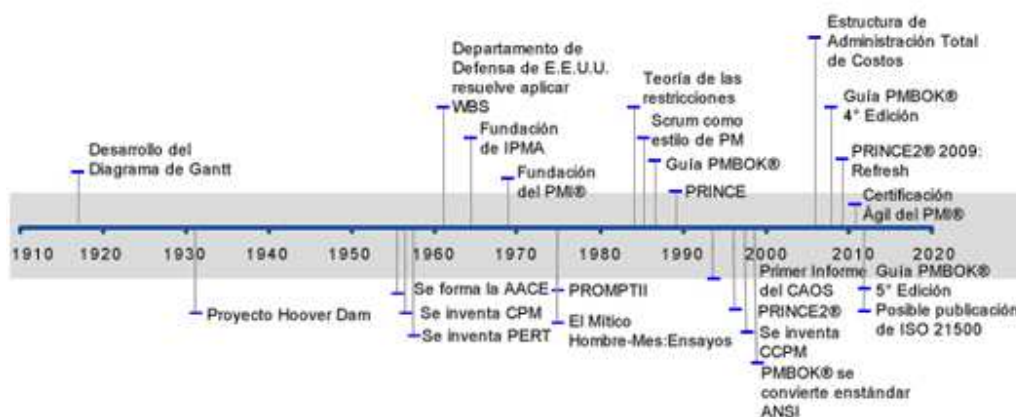 Estructura de
Administración Total
de Costos
Departamento de
Defensa de E.E.U.U.
resuelve aplicar
WBS
Teoría de las
restricciones
Guía PMBOK®
4° Edición
Fundación
de IPMA
Scrum como
estilo de PM
Desarrollo del
Diagrama de Gantt
Guía PMBOK®
PRINCE2® 2009:
Refresh
Fundación
del PMI®
PRINCE
Certificación
Ágil del PMI®
1910 1920 1930 1940 1950 1960 1970 1980 1990 2000 2010 2020
Proyecto Hoover Dam
Se forma la AACE
Se inventa CPM
Se inventa PERT
PROMPTII
El Mítico
Hombre-Mes:Ensayos
Primer Informe
del CAOS
PRINCE2®
Se inventa
CCPM
PMBOK® se
convierte enstándar
ANSI
Guía PMBOK®
5° Edición
Posible publicación
de ISO 21500